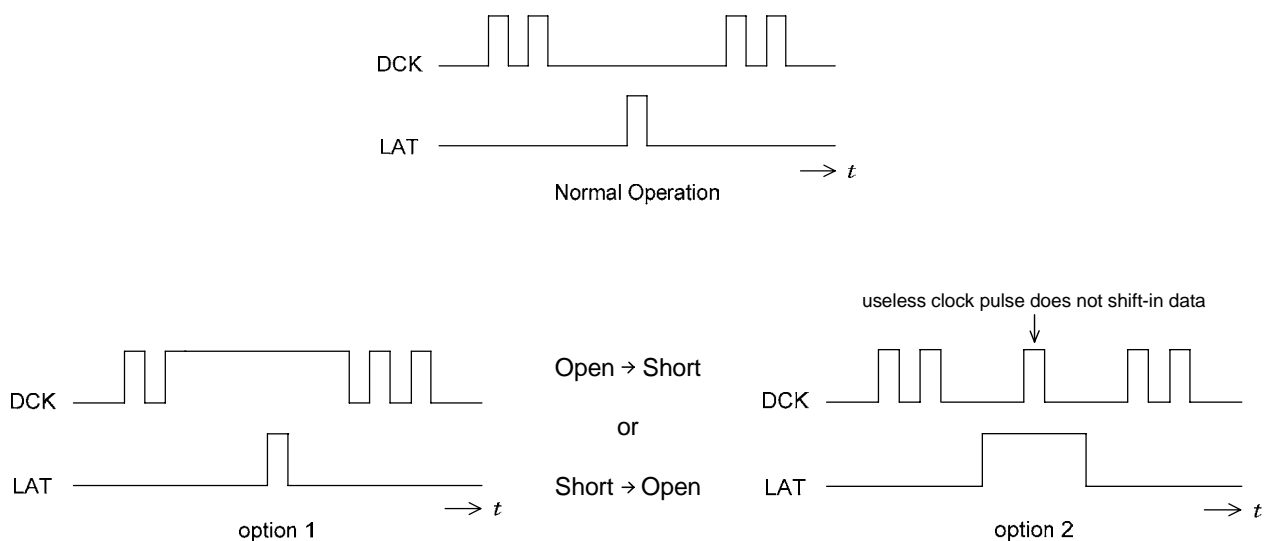 DCK
LAT
t
Normal Operation
useless clock pulse does not shift-in data
DCK
LAT
t
option 1
Open → Short
or
Short → Open
DCK
LAT
t
option 2